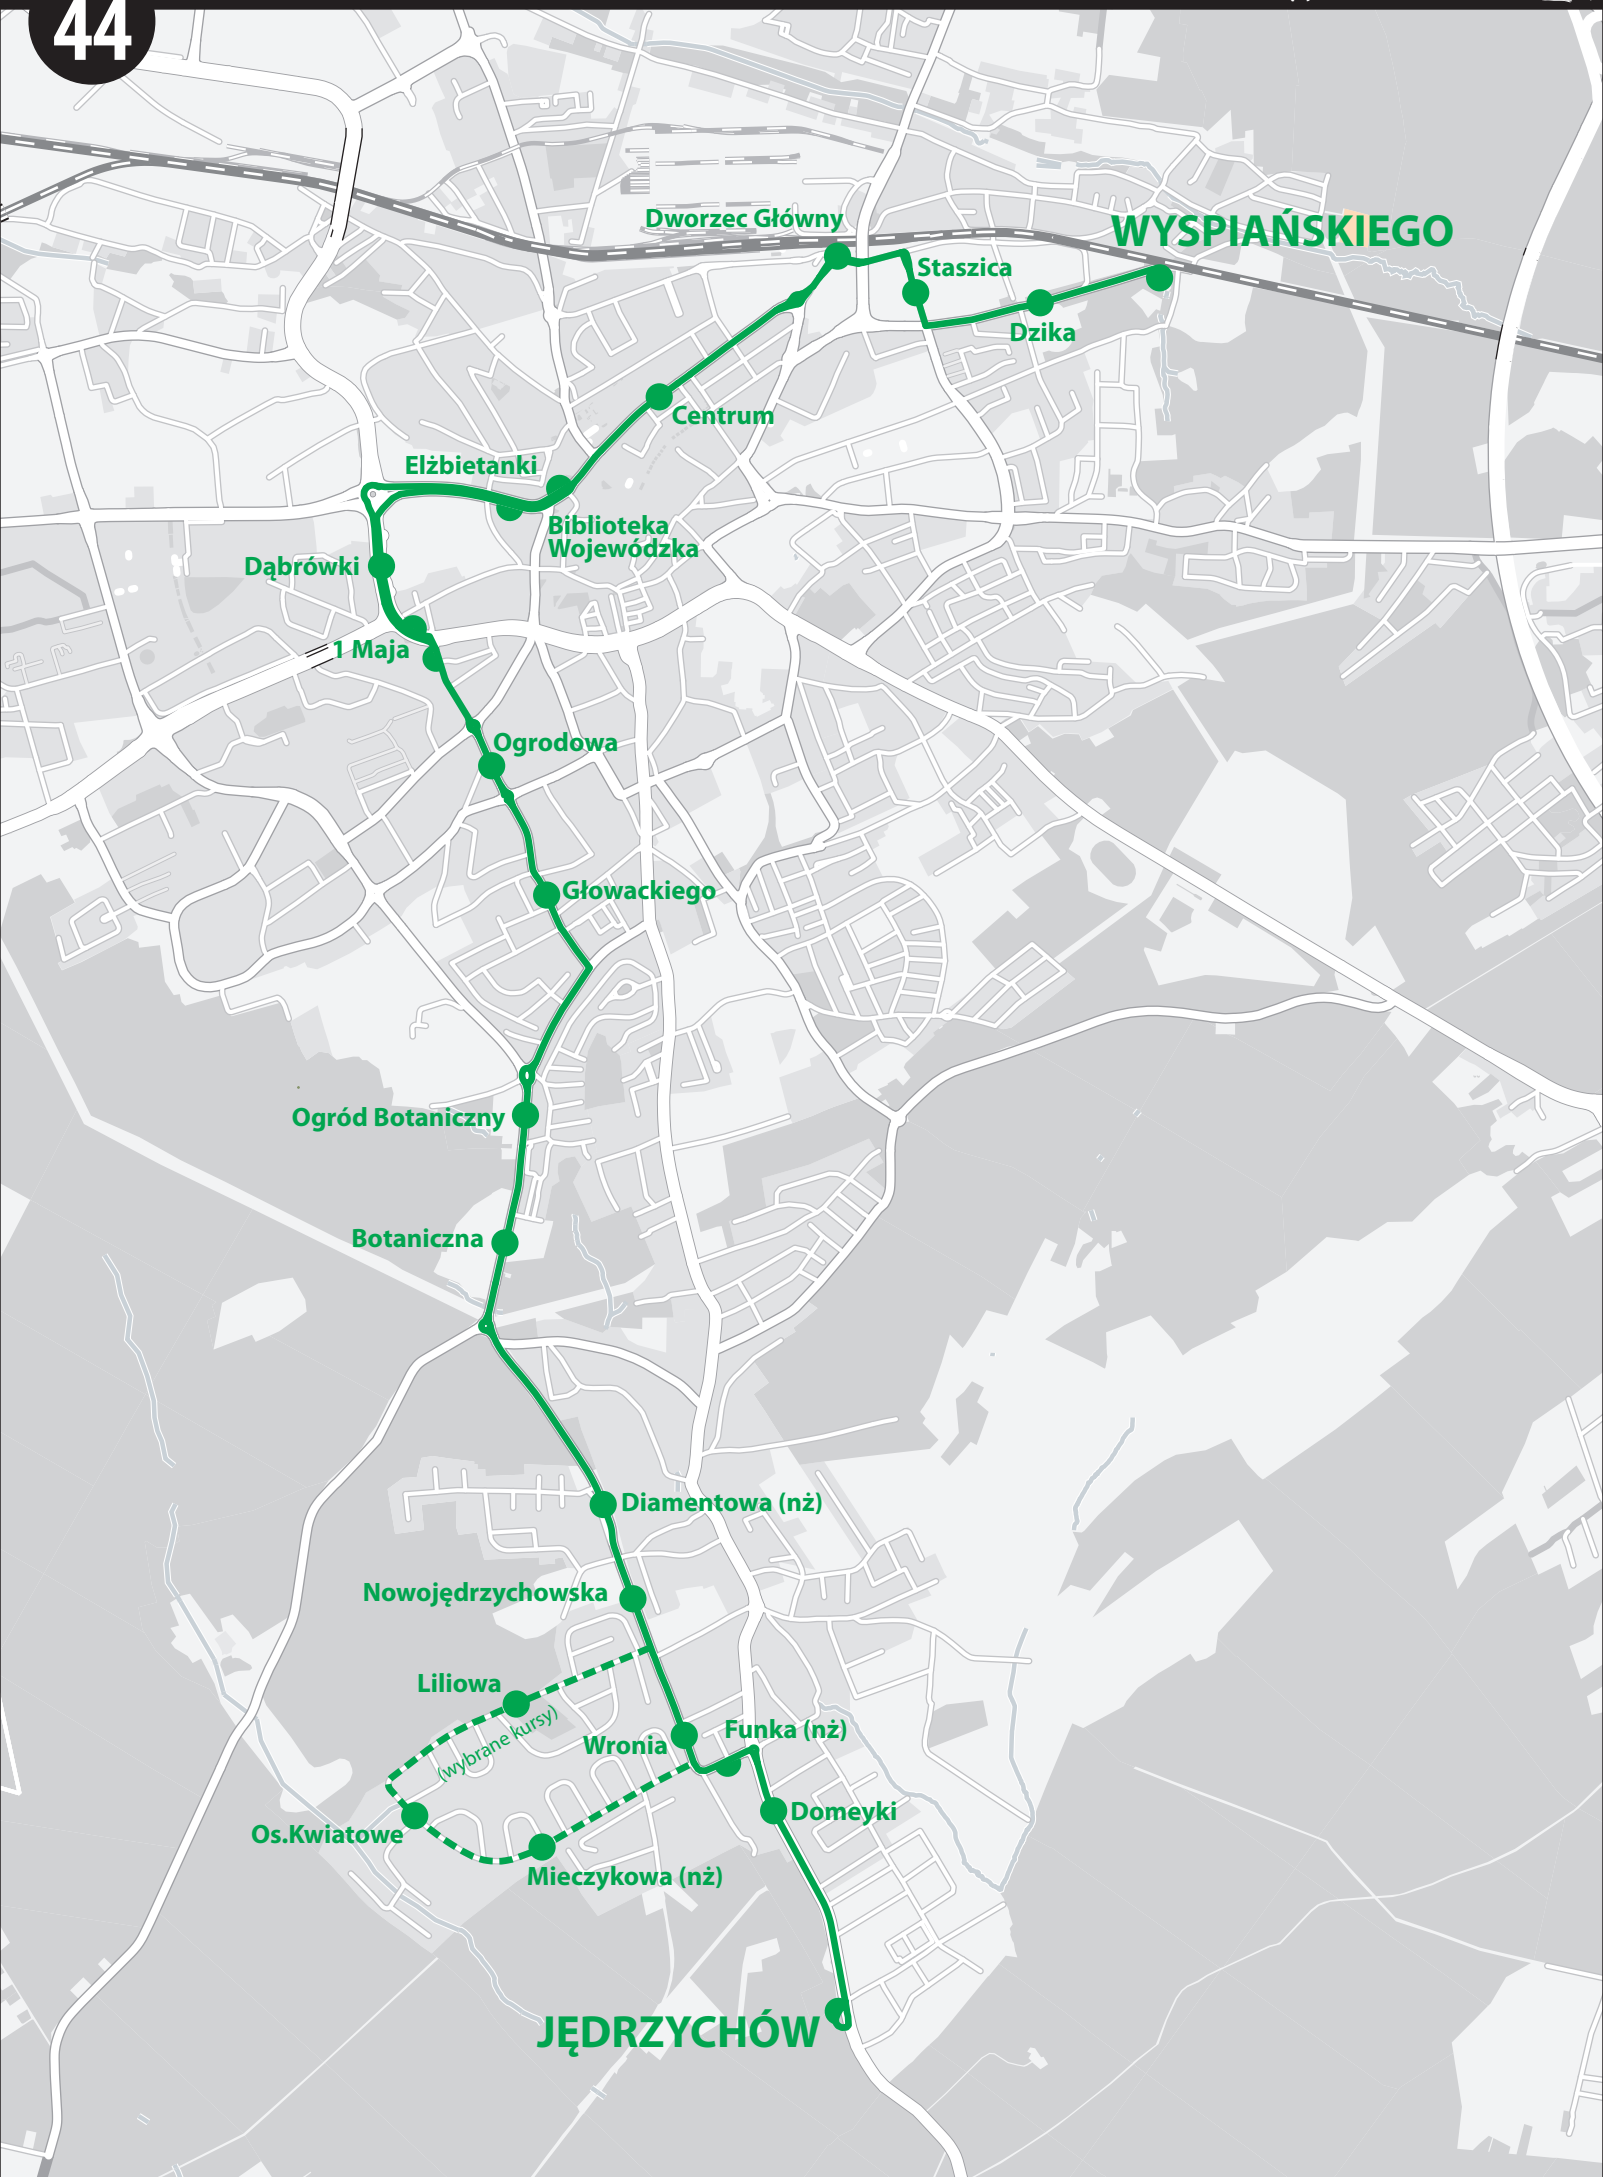 44
Dworzec Główny
WYSPIAŃSKIEGO
Staszica
Dzika
Centrum
Elżbietanki
Biblioteka
Wojewódzka
Dąbrówki
1 Maja
Ogrodowa
Głowackiego
Ogród Botaniczny
Botaniczna
Diamentowa (nż)
Nowojędrzychowska
Liliowa
(wybrane kursy)
Wronia
Funka (nż)
Domeyki
Os.Kwiatowe
Mieczykowa (nż)
JĘDRZYCHÓW